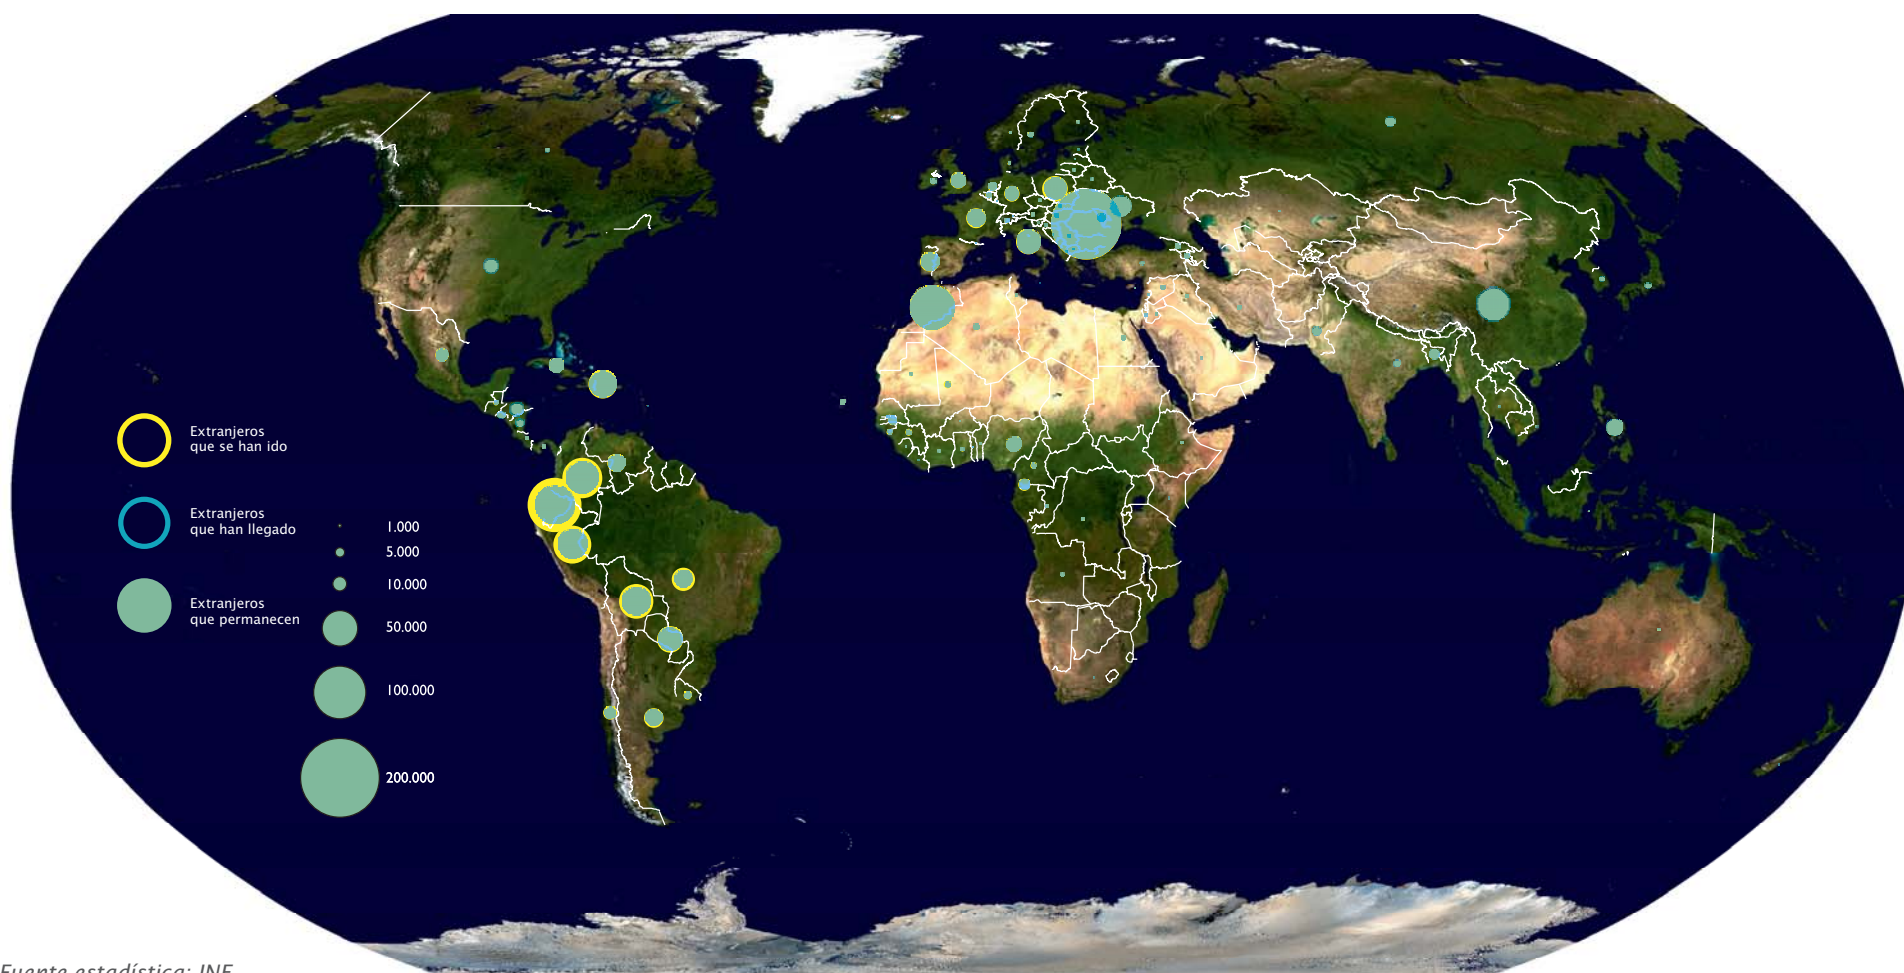 Extranjeros
que se han ido
Extranjeros
que han llegado
Extranjeros
que permanecen
1.000
5.000
10.000
50.000
100.000
200.000
Fuente estadística: INE